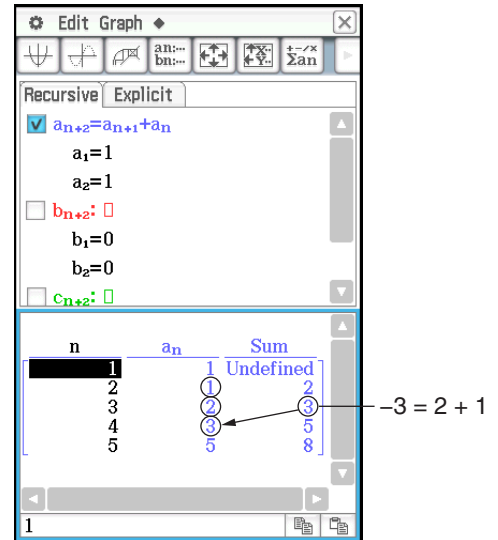 Edit Graph
an:… bn:… X: Y: +−/× Σan
Recursive Explicit
aₙ₊₂=aₙ₊₁+aₙ
a₁=1
a₂=1
bₙ₊₂: □
b₁=0
b₂=0
cₙ₊₂: □
n aₙ Sum
1 1 Undefined
2 1 2
3 2 3 –3 = 2 + 1
4 3 5
5 5 8
1